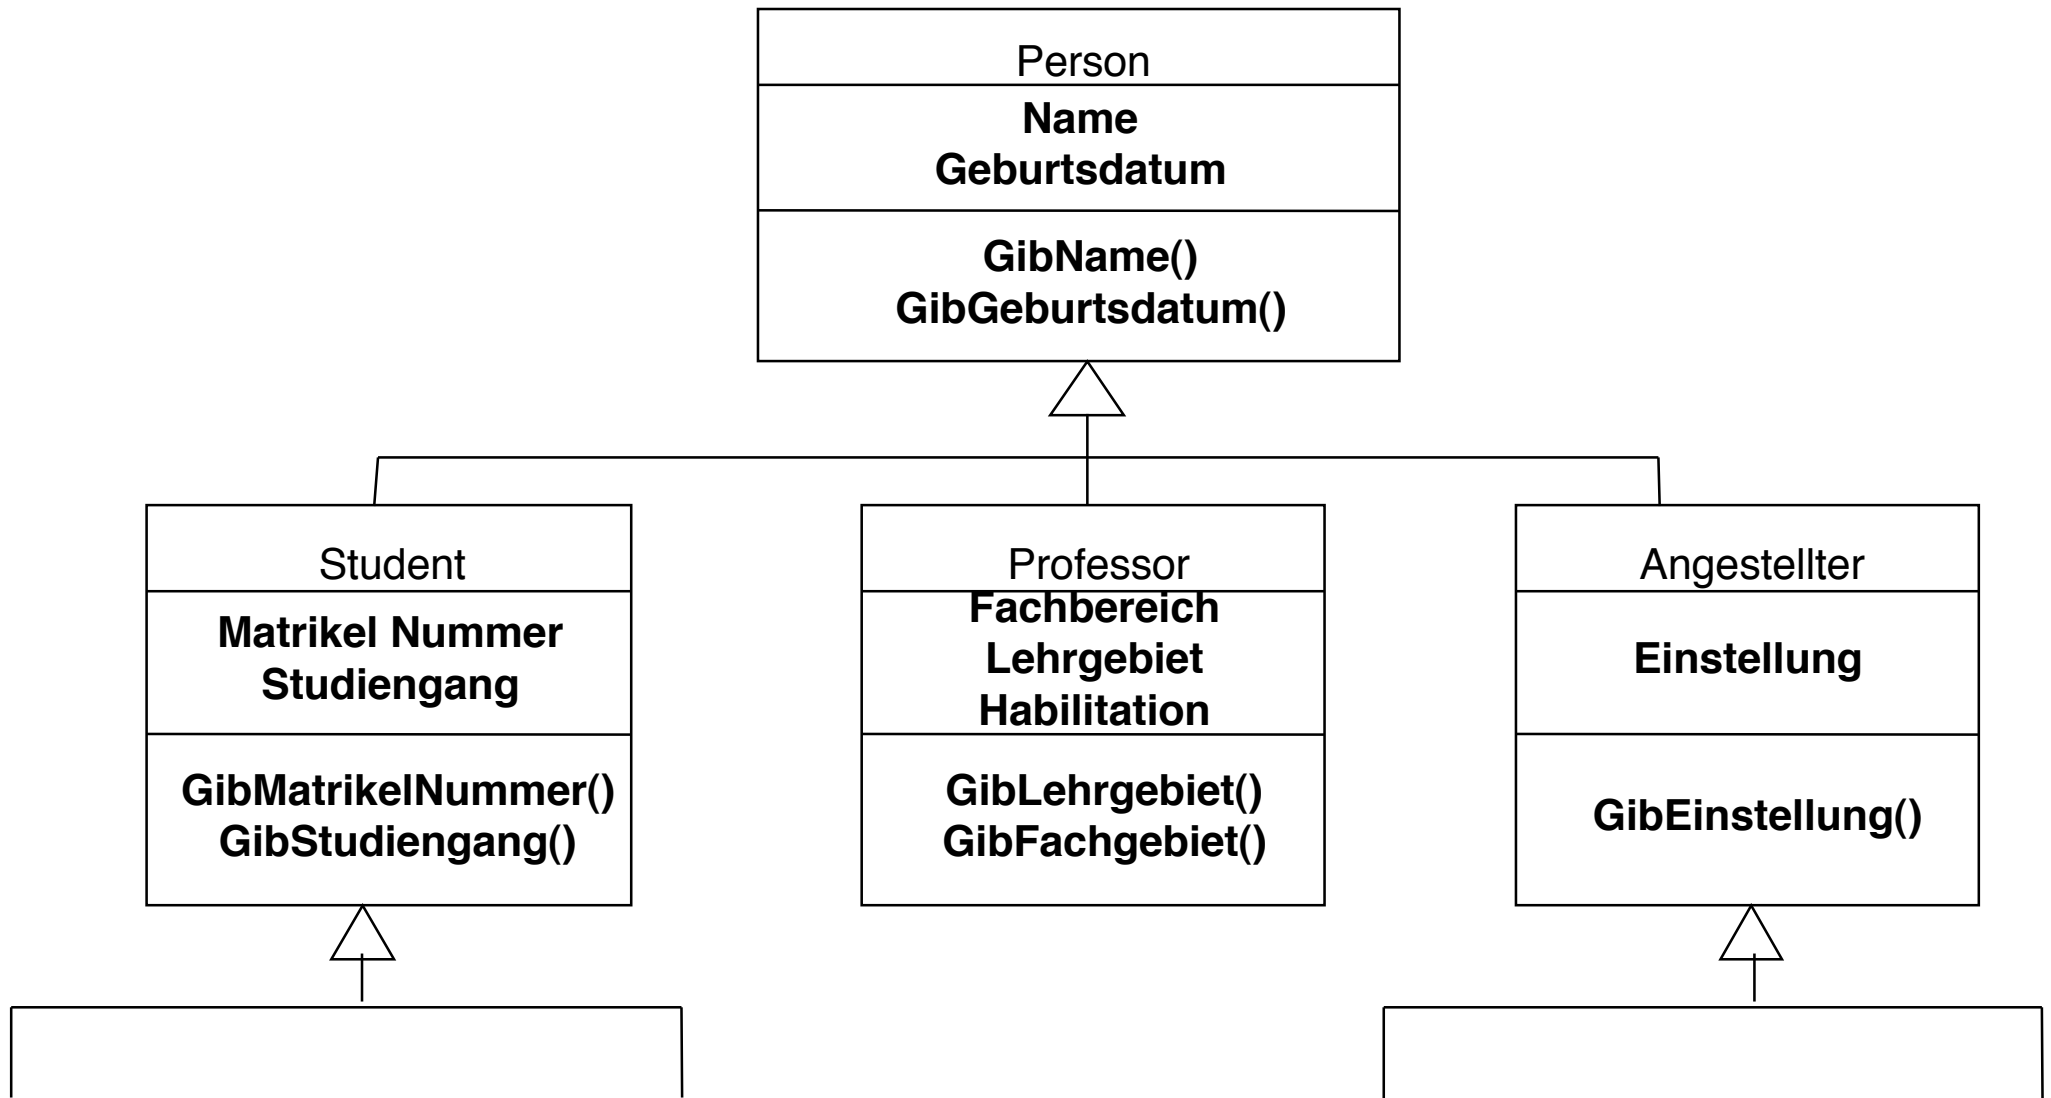 Person
Name
Geburtsdatum
GibName()
GibGeburtsdatum()
Student
Matrikel Nummer
Studiengang
GibMatrikelNummer()
GibStudiengang()
Professor
Fachbereich
Lehrgebiet
Habilitation
GibLehrgebiet()
GibFachgebiet()
Angestellter
Einstellung
GibEinstellung()